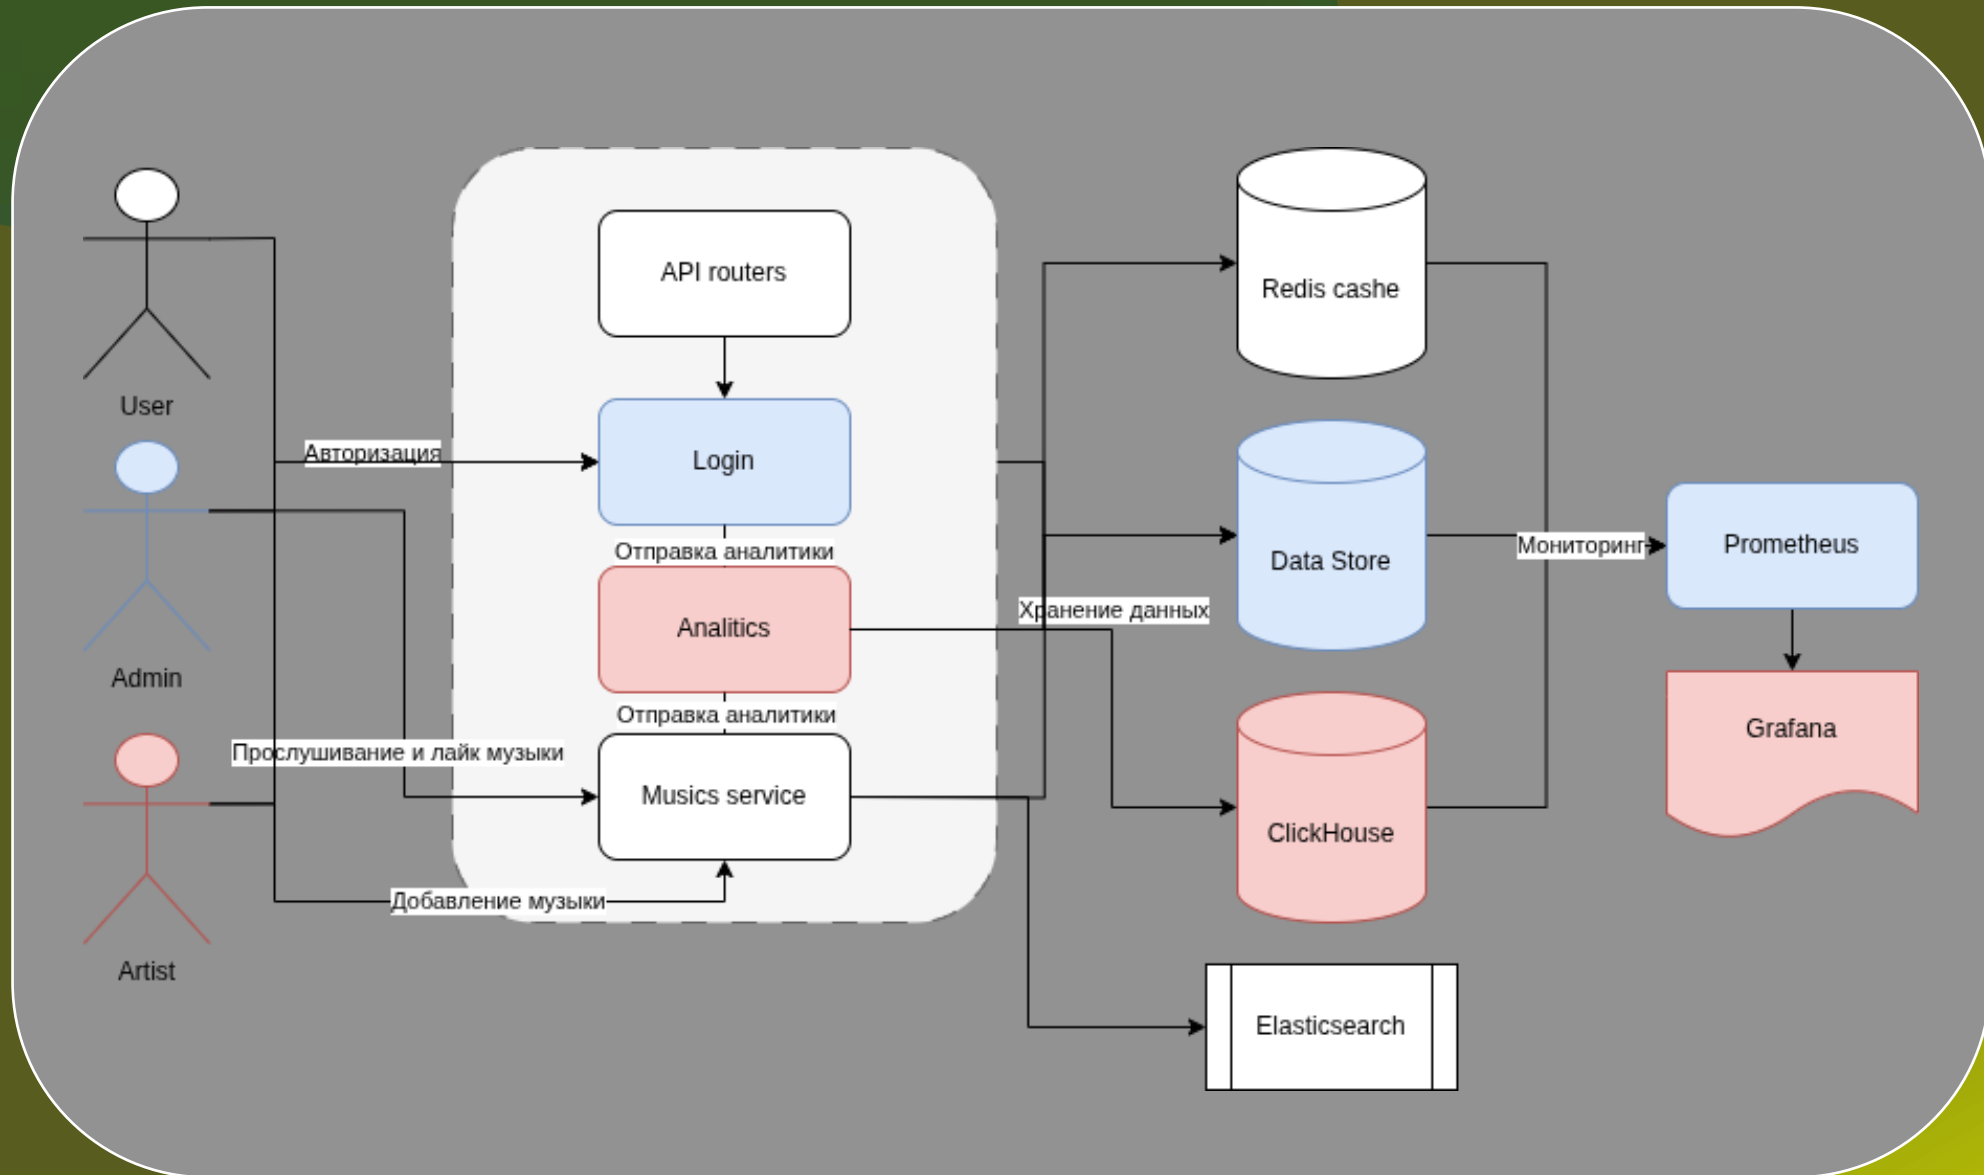 User
Admin
Artist
Авторизация
Прослушивание и лайк музыки
Добавление музыки
API routers
Login
Отправка аналитики
Analitics
Отправка аналитики
Musics service
Хранение данных
Redis cashe
Data Store
ClickHouse
Elasticsearch
Мониторинг
Prometheus
Grafana